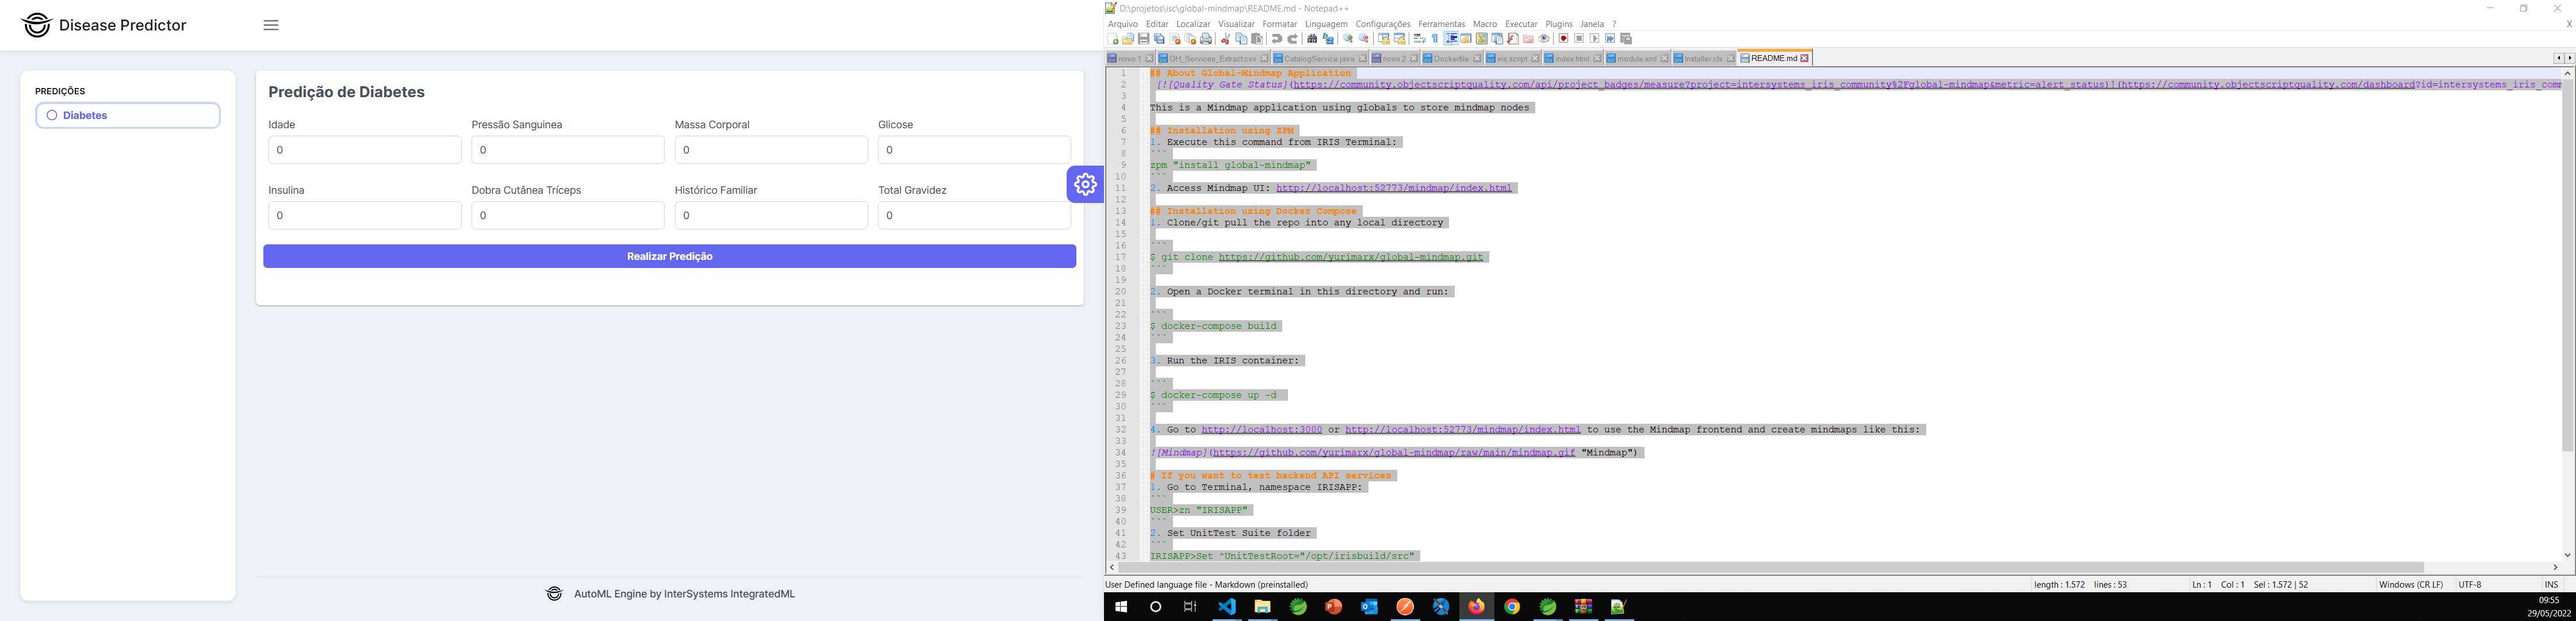 Disease Predictor
PREDIÇÕES
Diabetes
Predição de Diabetes
Idade
Pressão Sanguinea
Massa Corporal
Glicose
0
0
0
0
Insulina
Dobra Cutânea Tríceps
Histórico Familiar
Total Gravidez
0
0
0
0
Realizar Predição
AutoML Engine by InterSystems IntegratedML
D:\projetos\isc\global-mindmap\README.md - Notepad++
Arquivo Editar Localizar Visualizar Formatar Linguagem Configurações Ferramentas Macro Executar Plugins Janela ?
X
novo 1 OH_Services_Extract.csv CatalogService.java novo 2 Dockerfile iris.script index.html module.xml Installer.cls README.md
1 ## About Global-Mindmap Application
2 [![Quality Gate Status](https://community.objectscriptquality.com/api/project_badges/measure?project=intersystems_iris_community%2Fglobal-mindmap&metric=alert_status)](https://community.objectscriptquality.com/dashboard?id=intersystems_iris_comm
3
4 This is a Mindmap application using globals to store mindmap nodes
5
6 ## Installation using ZPM
7 1. Execute this command from IRIS Terminal:
8 ```
9 zpm "install global-mindmap"
10 ```
11 2. Access Mindmap UI: http://localhost:52773/mindmap/index.html
12
13 ## Installation using Docker Compose
14 1. Clone/git pull the repo into any local directory
15
16 ```
17 $ git clone https://github.com/yurimarx/global-mindmap.git
18 ```
19
20 2. Open a Docker terminal in this directory and run:
21
22 ```
23 $ docker-compose build
24 ```
25
26 3. Run the IRIS container:
27
28 ```
29 $ docker-compose up -d
30 ```
31
32 4. Go to http://localhost:3000 or http://localhost:52773/mindmap/index.html to use the Mindmap frontend and create mindmaps like this:
33
34 ![Mindmap](https://github.com/yurimarx/global-mindmap/raw/main/mindmap.gif "Mindmap")
35
36 # If you want to test backend API services
37 1. Go to Terminal, namespace IRISAPP:
38 ```
39 USER>zn "IRISAPP"
40 ```
41 2. Set UnitTest Suite folder
42 ```
43 IRISAPP>Set ^UnitTestRoot="/opt/irisbuild/src"
User Defined language file - Markdown (preinstalled)
length : 1.572 lines : 53
Ln : 1 Col : 1 Sel : 1.572 | 52
Windows (CR LF)
UTF-8
INS
09:55
29/05/2022